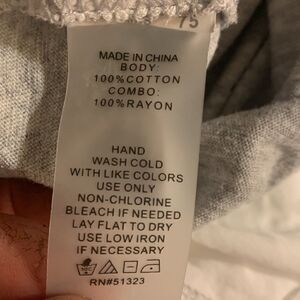 75
MADE IN CHINA
BODY:
100%COTTON
COMBO:
100%RAYON
HAND
WASH COLD
WITH LIKE COLORS
USE ONLY
NON-CHLORINE
BLEACH IF NEEDED
LAY FLAT TO DRY
USE LOW IRON
IF NECESSARY
RN#51323